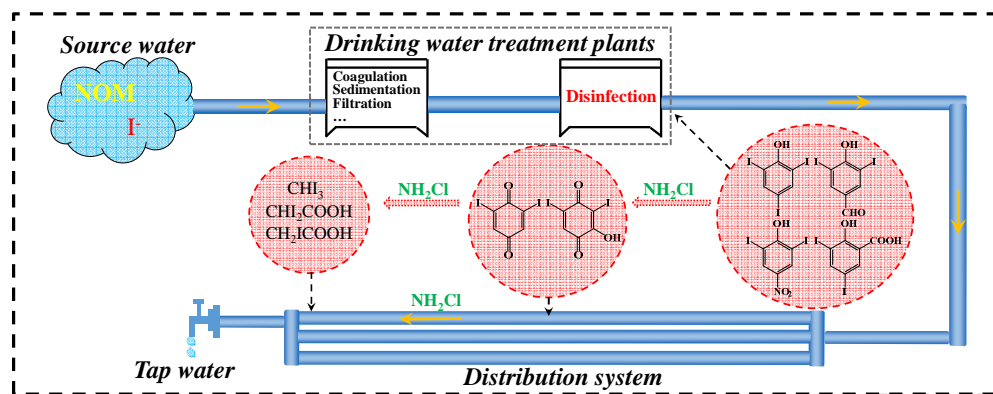 Source water
Drinking water treatment plants
NOM
I-
Coagulation
Sedimentation
Filtration
...
Disinfection
CHI3
CHI2COOH
CH2ICOOH
NH2Cl
O
I
I
O
O
I
I
OH
O
NH2Cl
OH
I
I
I
OH
I
I
CHO
OH
I
I
NO2
OH
I
COOH
I
NH2Cl
Tap water
Distribution system